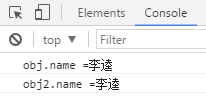 Elements Console
top Filter
obj.name =李逵
obj2.name =李逵